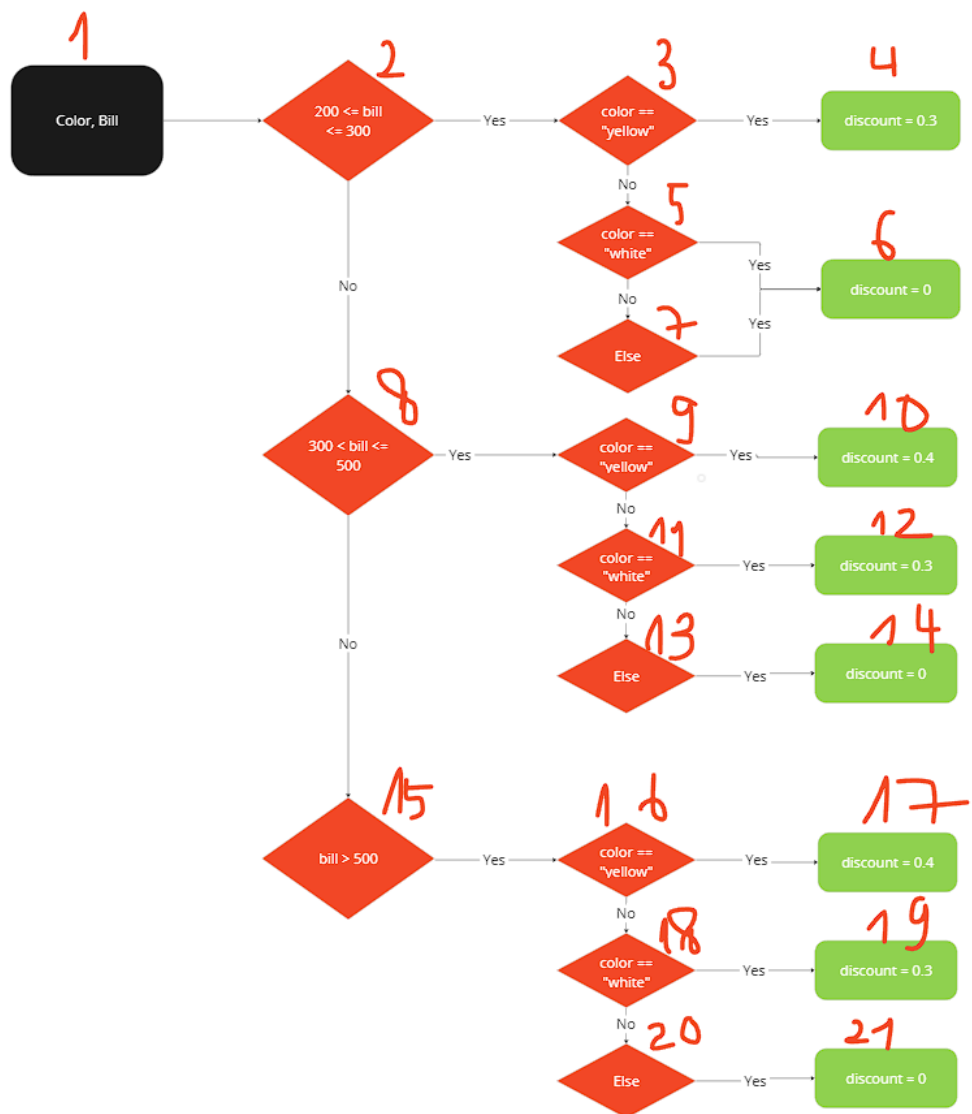 1
2
3
4
Color, Bill
200 <= bill
<= 300
Yes
color ==
"yellow"
Yes
discount = 0.3
No
5
6
color ==
"white"
Yes
discount = 0
No
No
7
Yes
Else
8
9
10
300 < bill <=
500
Yes
color ==
"yellow"
Yes
discount = 0.4
No
11
12
color ==
"white"
Yes
discount = 0.3
No
No
13
14
Else
Yes
discount = 0
15
16
17
bill > 500
Yes
color ==
"yellow"
Yes
discount = 0.4
No
18
19
color ==
"white"
Yes
discount = 0.3
No
20
21
Else
Yes
discount = 0